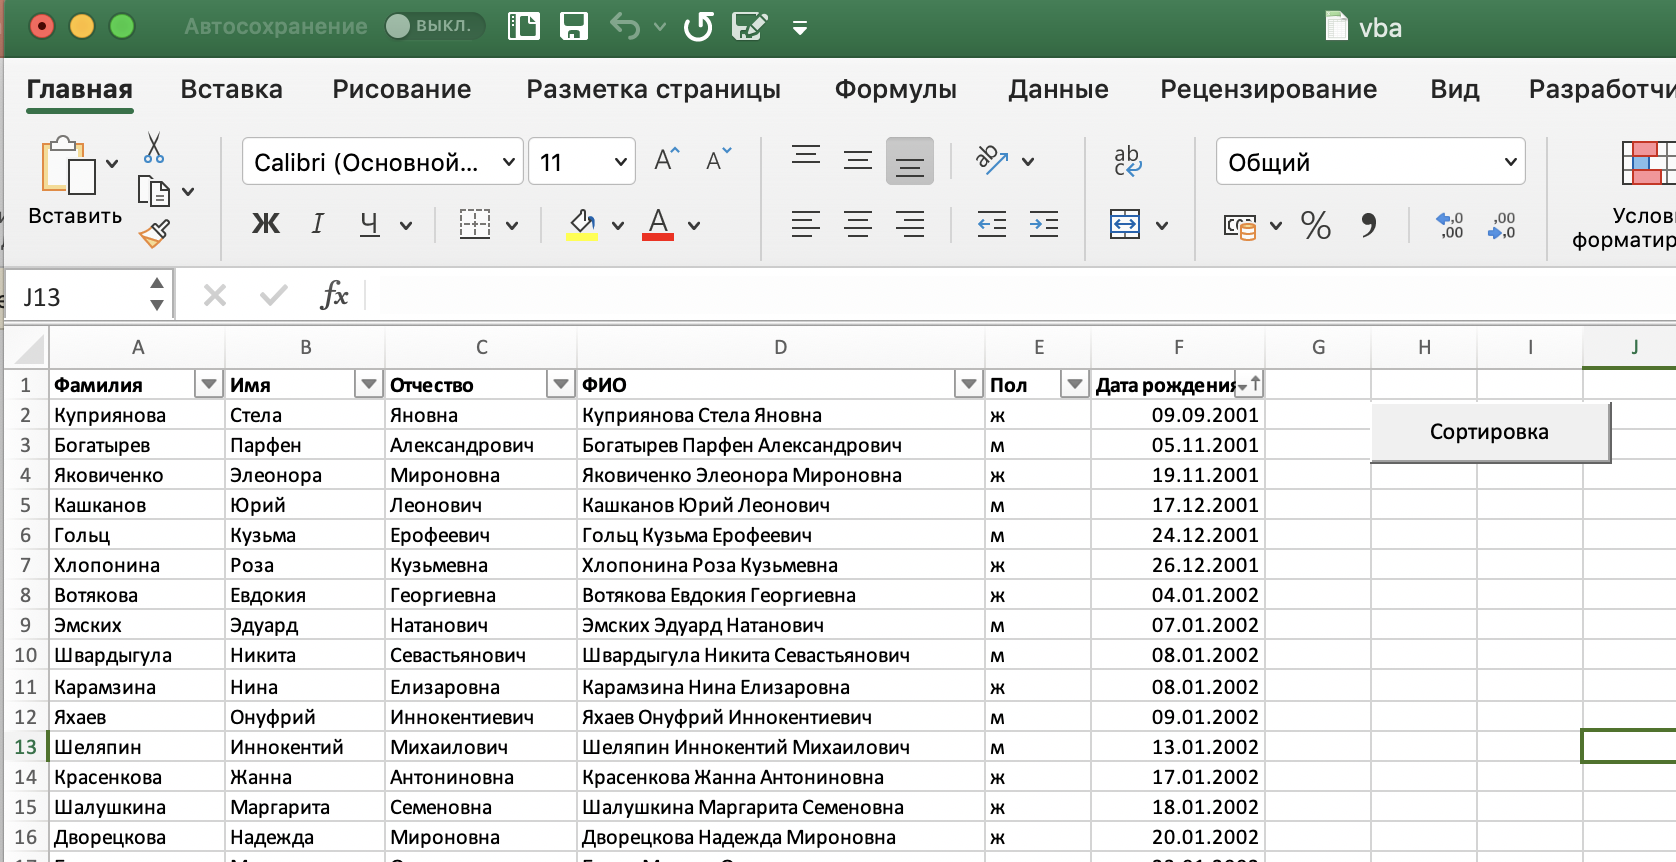 Автосохранение ВЫКЛ. vba
Главная Вставка Рисование Разметка страницы Формулы Данные Рецензирование Вид Разработчи
Вставить Calibri (Основной... 11 A A ab ab c Общий
Ж I Ч A % Услов
форматир
J13 fx
A B C D E F G H I J
1 Фамилия Имя Отчество ФИО Пол Дата рождения
2 Куприянова Стела Яновна Куприянова Стела Яновна ж 09.09.2001
Сортировка
3 Богатырев Парфен Александрович Богатырев Парфен Александрович м 05.11.2001
4 Яковиченко Элеонора Мироновна Яковиченко Элеонора Мироновна ж 19.11.2001
5 Кашканов Юрий Леонович Кашканов Юрий Леонович м 17.12.2001
6 Гольц Кузьма Ерофеевич Гольц Кузьма Ерофеевич м 24.12.2001
7 Хлопонина Роза Кузьмевна Хлопонина Роза Кузьмевна ж 26.12.2001
8 Вотякова Евдокия Георгиевна Вотякова Евдокия Георгиевна ж 04.01.2002
9 Эмских Эдуард Натанович Эмских Эдуард Натанович м 07.01.2002
10 Швардыгула Никита Севастьянович Швардыгула Никита Севастьянович м 08.01.2002
11 Карамзина Нина Елизаровна Карамзина Нина Елизаровна ж 08.01.2002
12 Яхаев Онуфрий Иннокентиевич Яхаев Онуфрий Иннокентиевич м 09.01.2002
13 Шеляпин Иннокентий Михаилович Шеляпин Иннокентий Михаилович м 13.01.2002
14 Красенкова Жанна Антониновна Красенкова Жанна Антониновна ж 17.01.2002
15 Шалушкина Маргарита Семеновна Шалушкина Маргарита Семеновна ж 18.01.2002
16 Дворецкова Надежда Мироновна Дворецкова Надежда Мироновна ж 20.01.2002